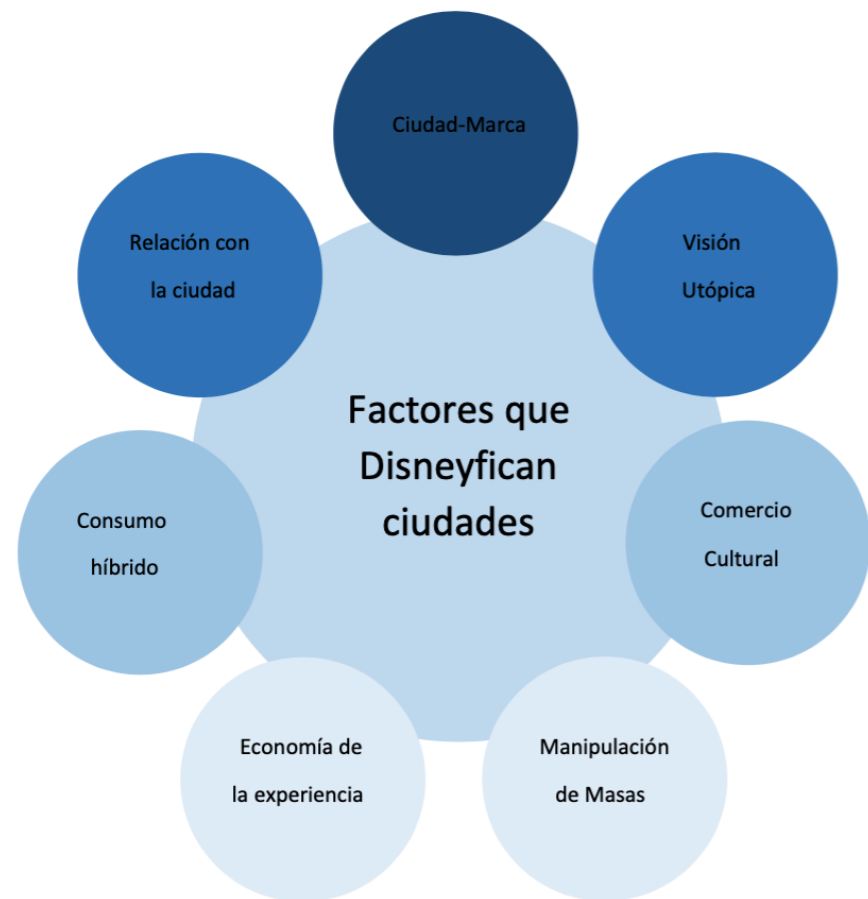 Ciudad-Marca
Relación con
la ciudad
Visión
Utópica
Factores que
Disneyfican
ciudades
Consumo
híbrido
Comercio
Cultural
Economía de
la experiencia
Manipulación
de Masas